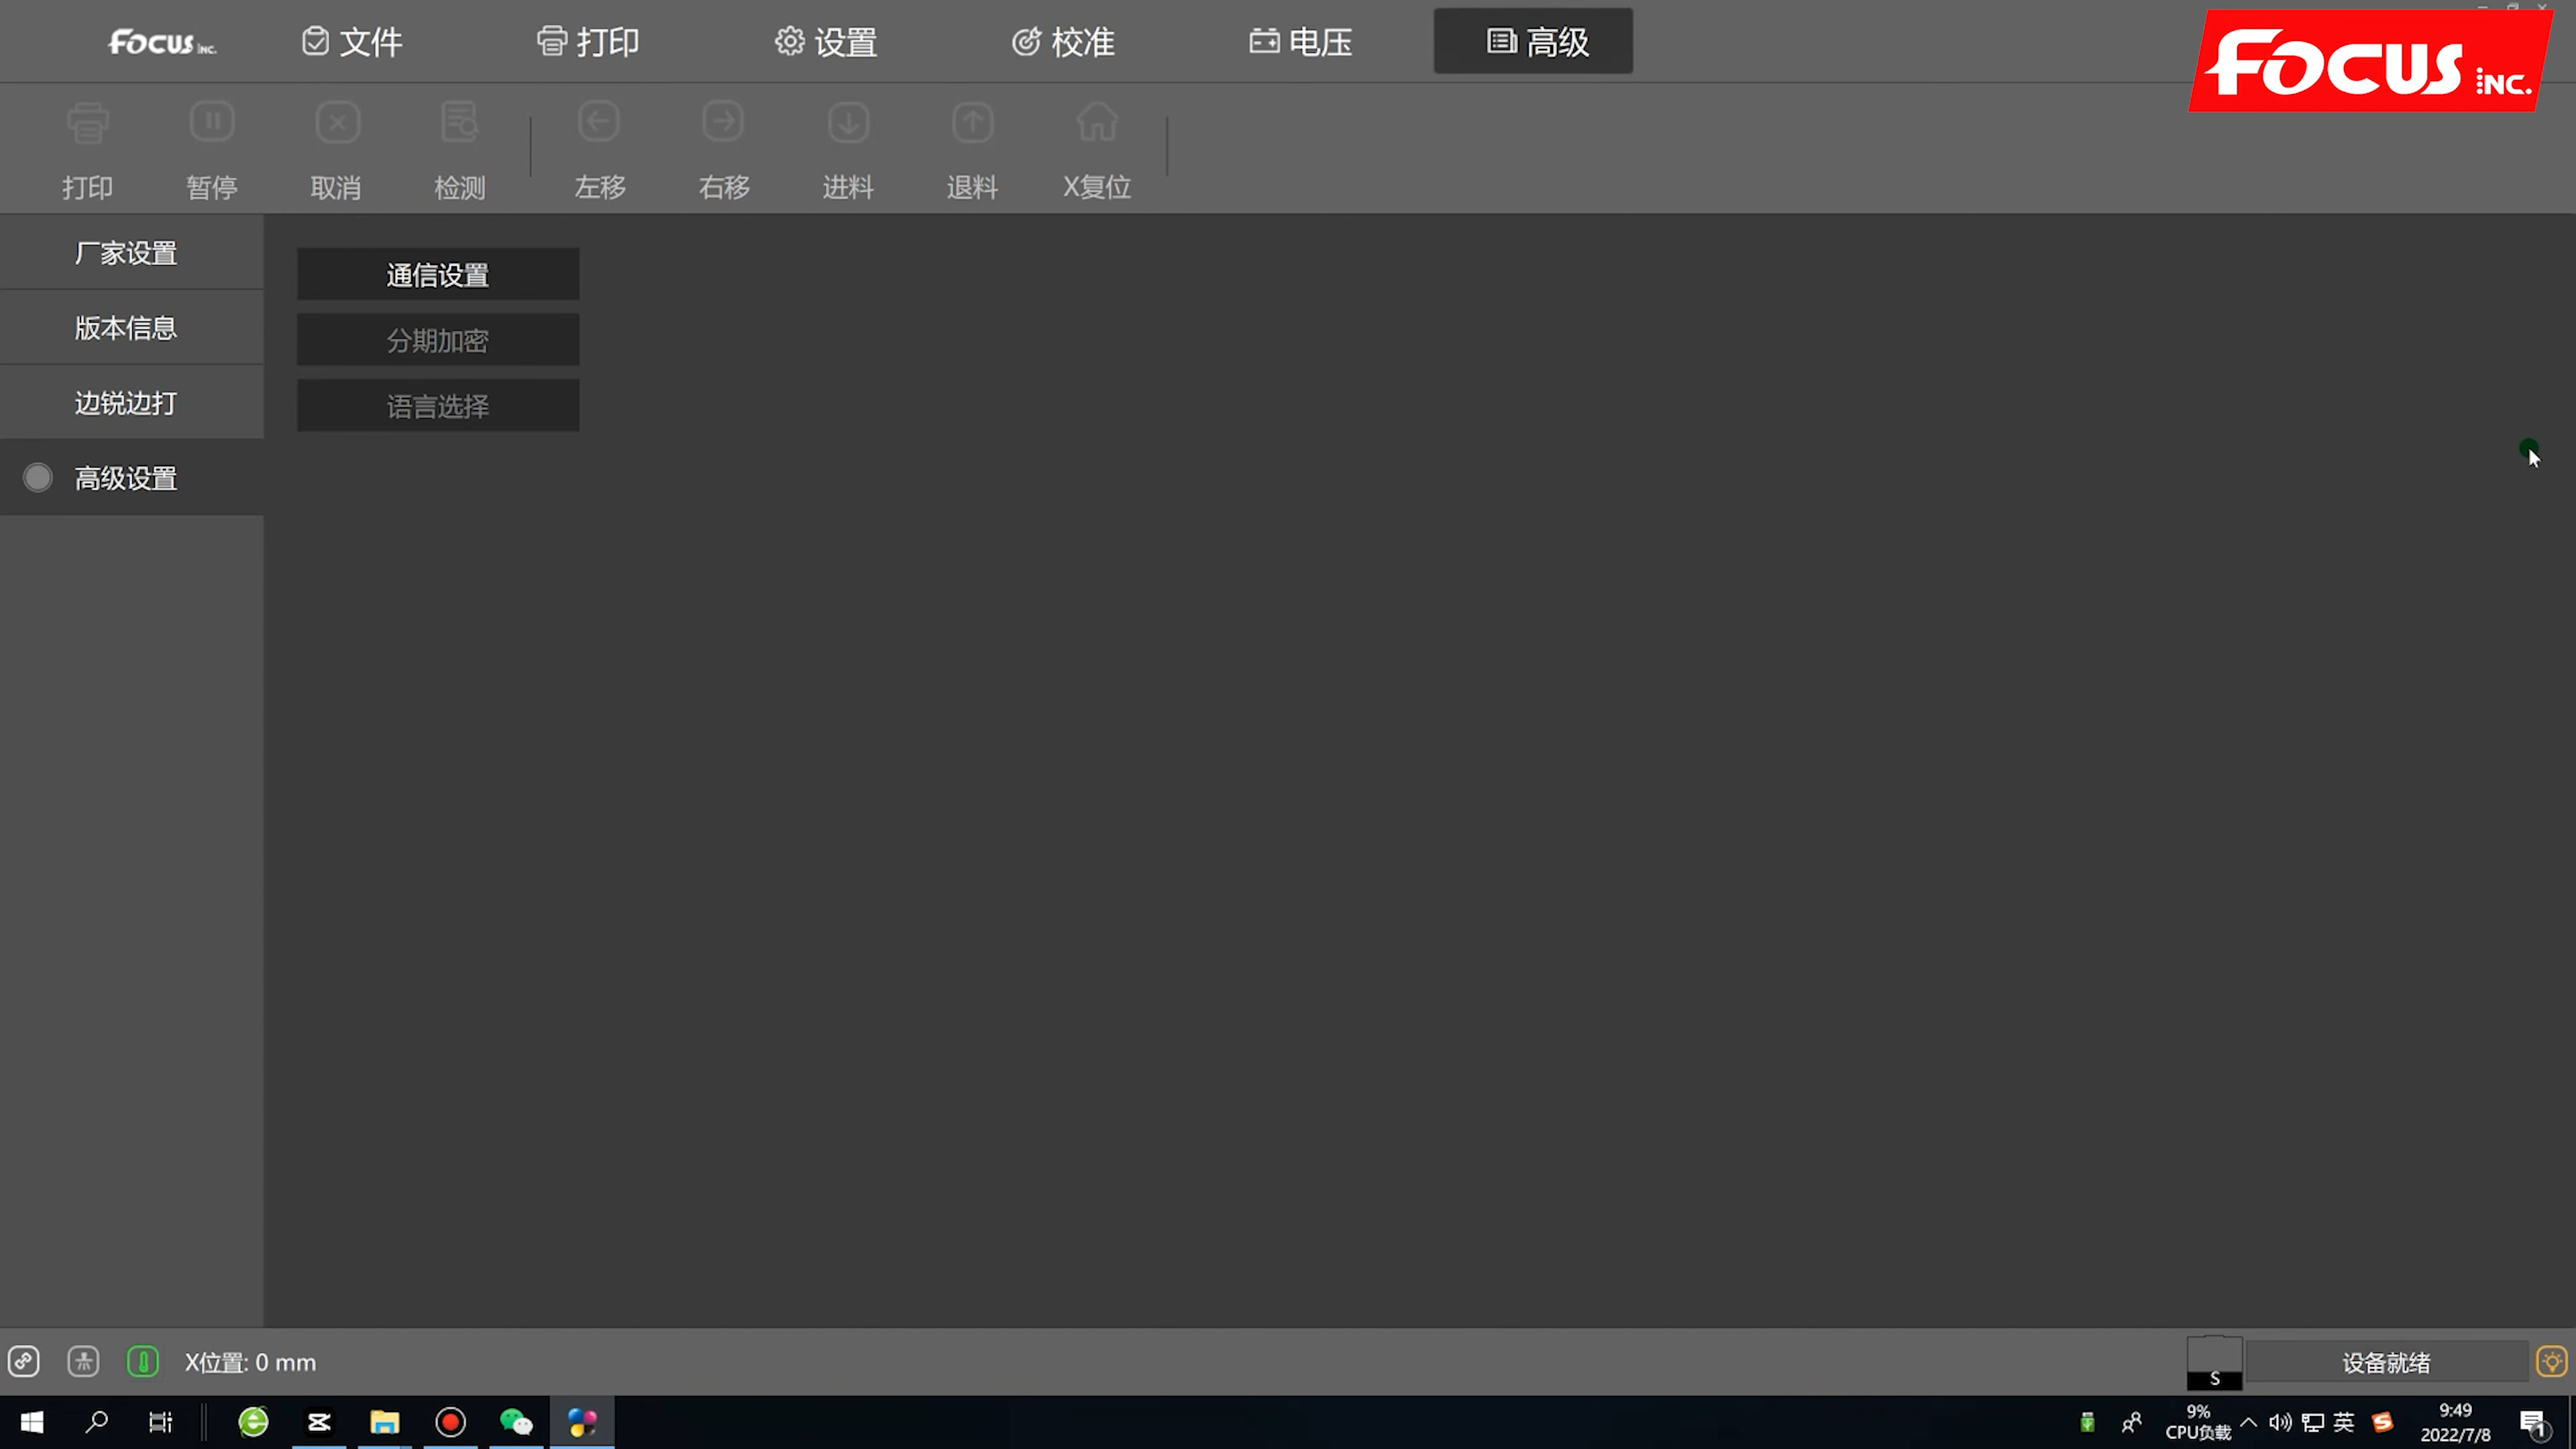 Focus inc.
文件
打印
设置
校准
电压
高级
Focus inc.
打印
暂停
取消
检测
左移
右移
进料
退料
X复位
厂家设置
版本信息
边锐边打
高级设置
通信设置
分期加密
语言选择
X位置: 0 mm
S
设备就绪
9%
CPU负载
英
9:49
2022/7/8
1